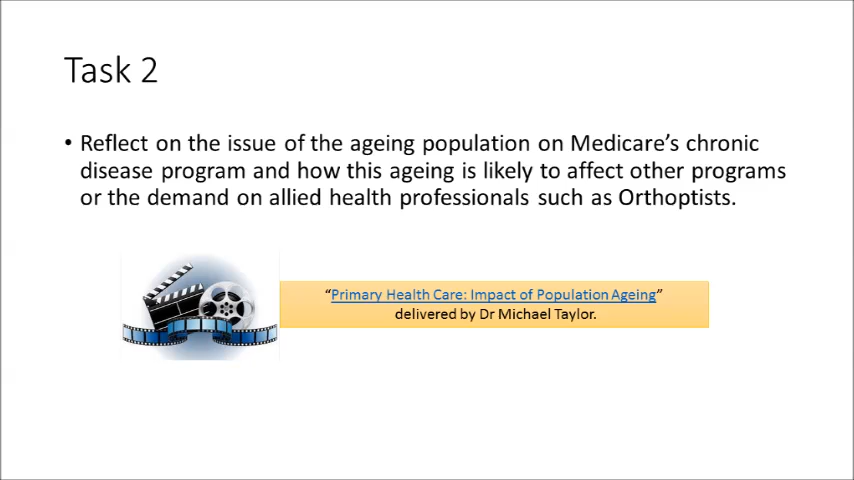 Task 2
• Reflect on the issue of the ageing population on Medicare’s chronic
disease program and how this ageing is likely to affect other programs
or the demand on allied health professionals such as Orthoptists.
“Primary Health Care: Impact of Population Ageing”
delivered by Dr Michael Taylor.